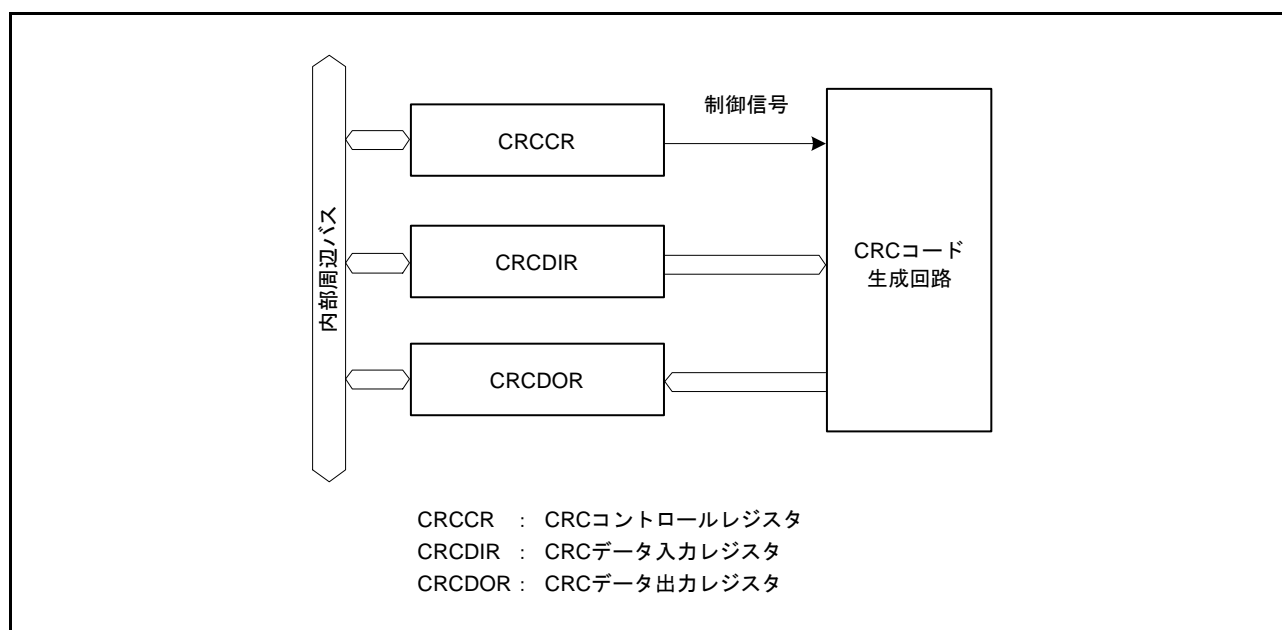 制御信号
CRCCR
内部周辺バス
CRCDIR
CRCコード
生成回路
CRCDOR
CRCCR : CRCコントロールレジスタ
CRCDIR : CRCデータ入力レジスタ
CRCDOR : CRCデータ出力レジスタ